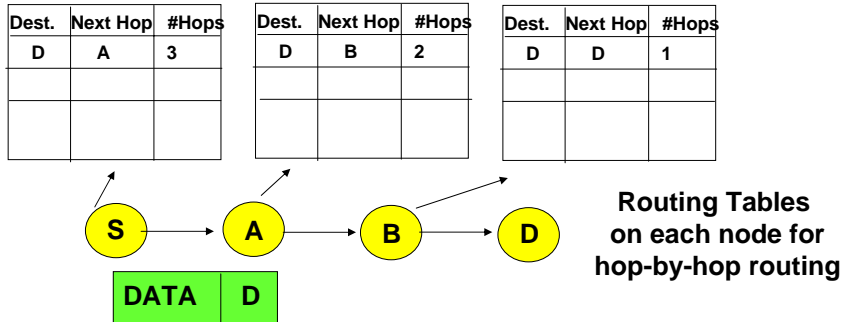 Dest. Next Hop #Hops
D A 3
Dest. Next Hop #Hops
D B 2
Dest. Next Hop #Hops
D D 1
S A B D
Routing Tables
on each node for
hop-by-hop routing
DATA D